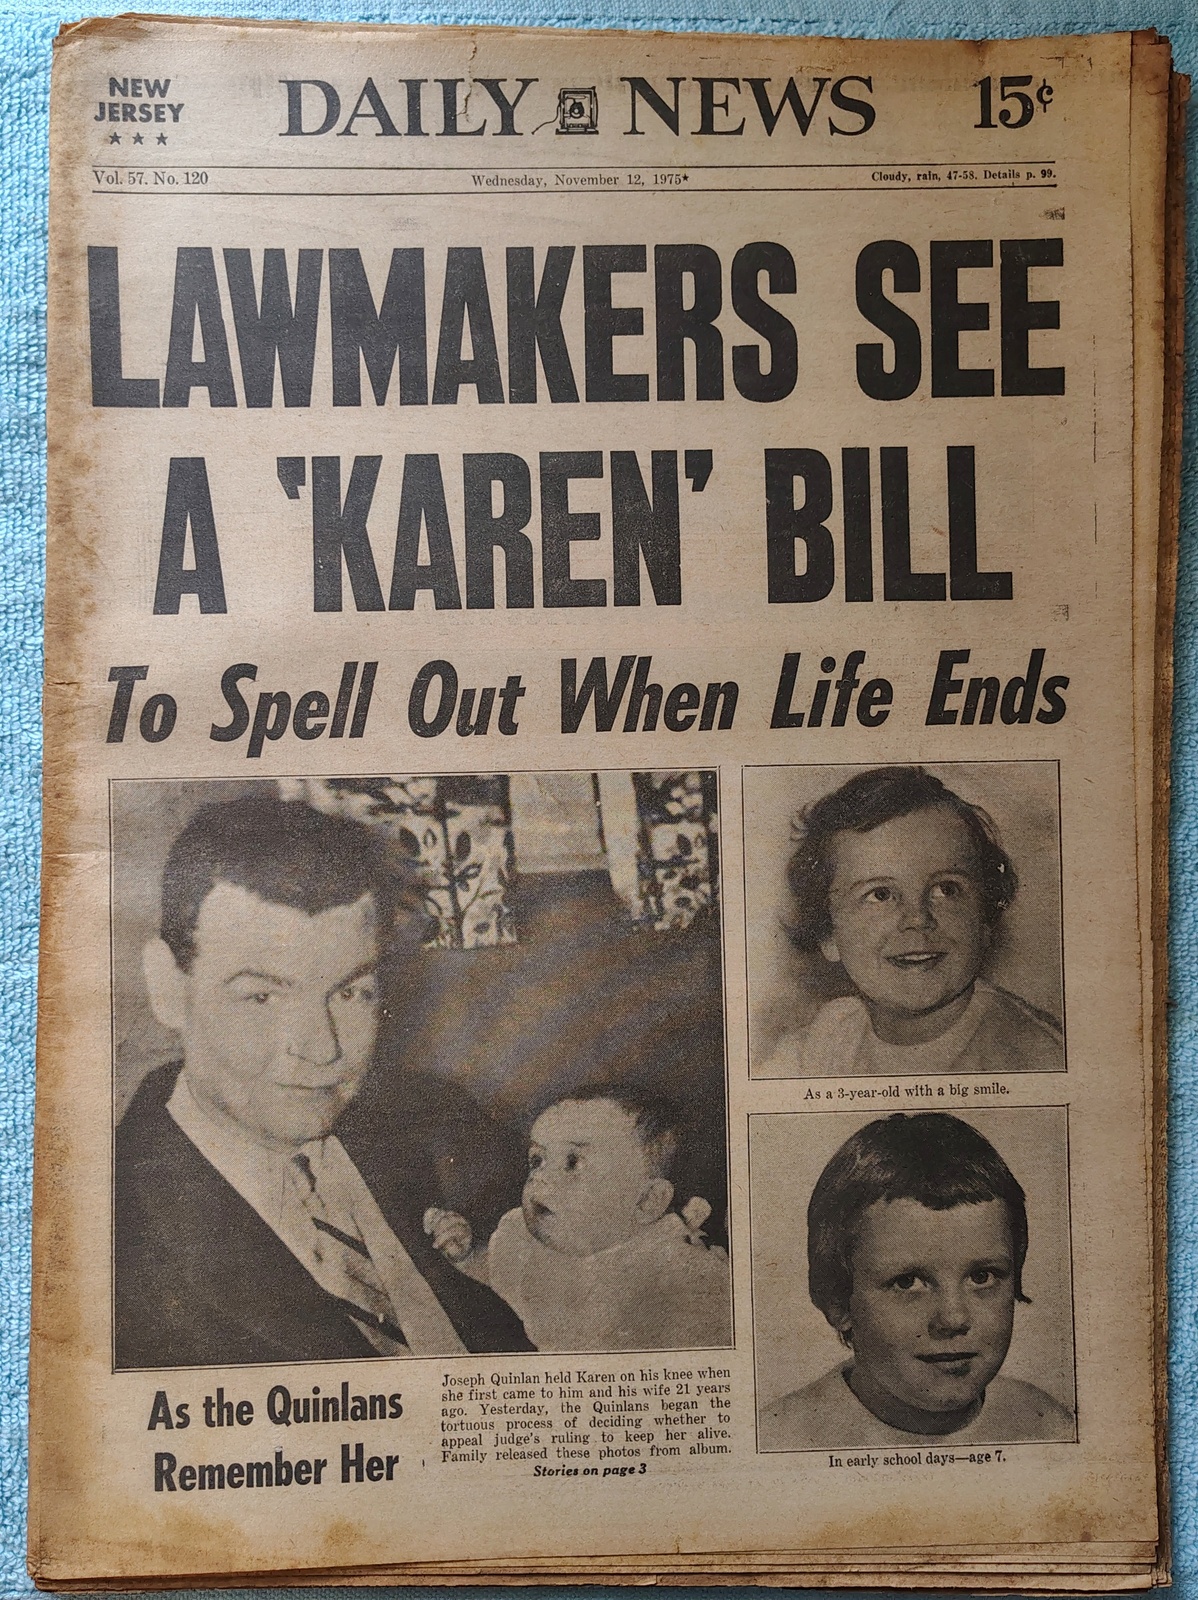 NEW
JERSEY
★ ★ ★
DAILY NEWS
15¢
Vol. 57. No. 120
Wednesday, November 12, 1975★
Cloudy, rain, 47-58. Details p. 99.
LAWMAKERS SEE
A 'KAREN' BILL
To Spell Out When Life Ends
As a 3-year-old with a big smile.
In early school days—age 7.
As the Quinlans
Remember Her
Joseph Quinlan held Karen on his knee when
she first came to him and his wife 21 years
ago. Yesterday, the Quinlans began the
tortuous process of deciding whether to
appeal judge's ruling to keep her alive.
Family released these photos from album.
Stories on page 3